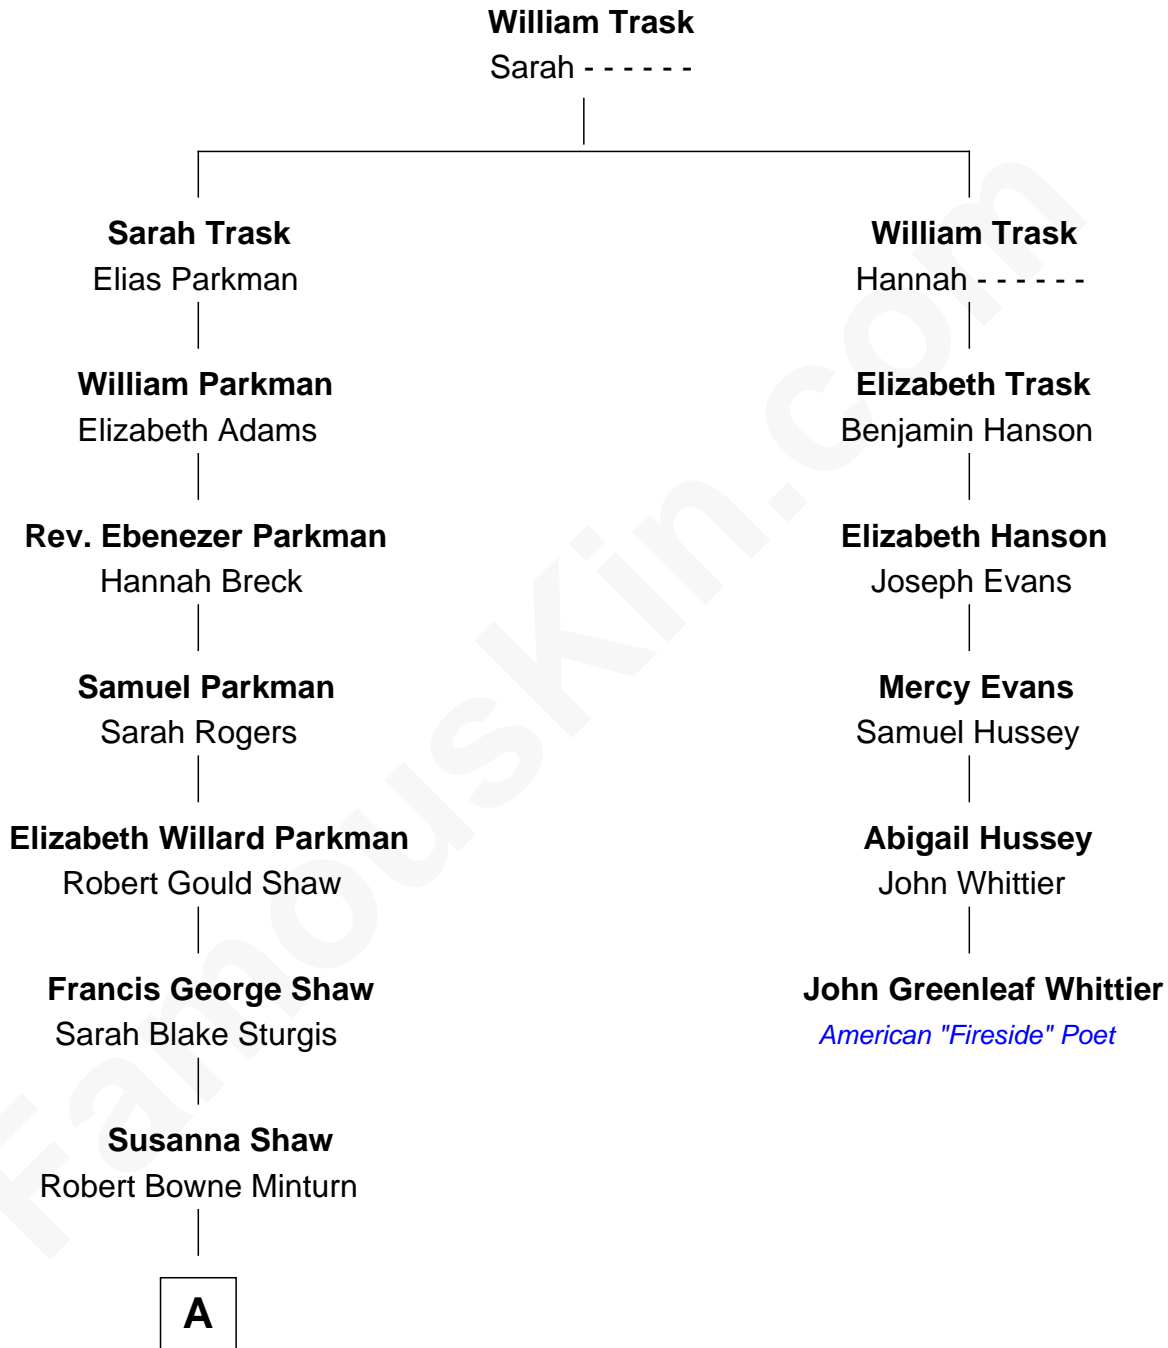 William Trask
Sarah - - - - - -
Sarah Trask
Elias Parkman
William Trask
Hannah - - - - - -
William Parkman
Elizabeth Adams
Elizabeth Trask
Benjamin Hanson
Rev. Ebenezer Parkman
Hannah Breck
Elizabeth Hanson
Joseph Evans
Samuel Parkman
Sarah Rogers
Mercy Evans
Samuel Hussey
Elizabeth Willard Parkman
Robert Gould Shaw
Abigail Hussey
John Whittier
Francis George Shaw
Sarah Blake Sturgis
John Greenleaf Whittier
American "Fireside" Poet
Susanna Shaw
Robert Bowne Minturn
A
FamousKin.com